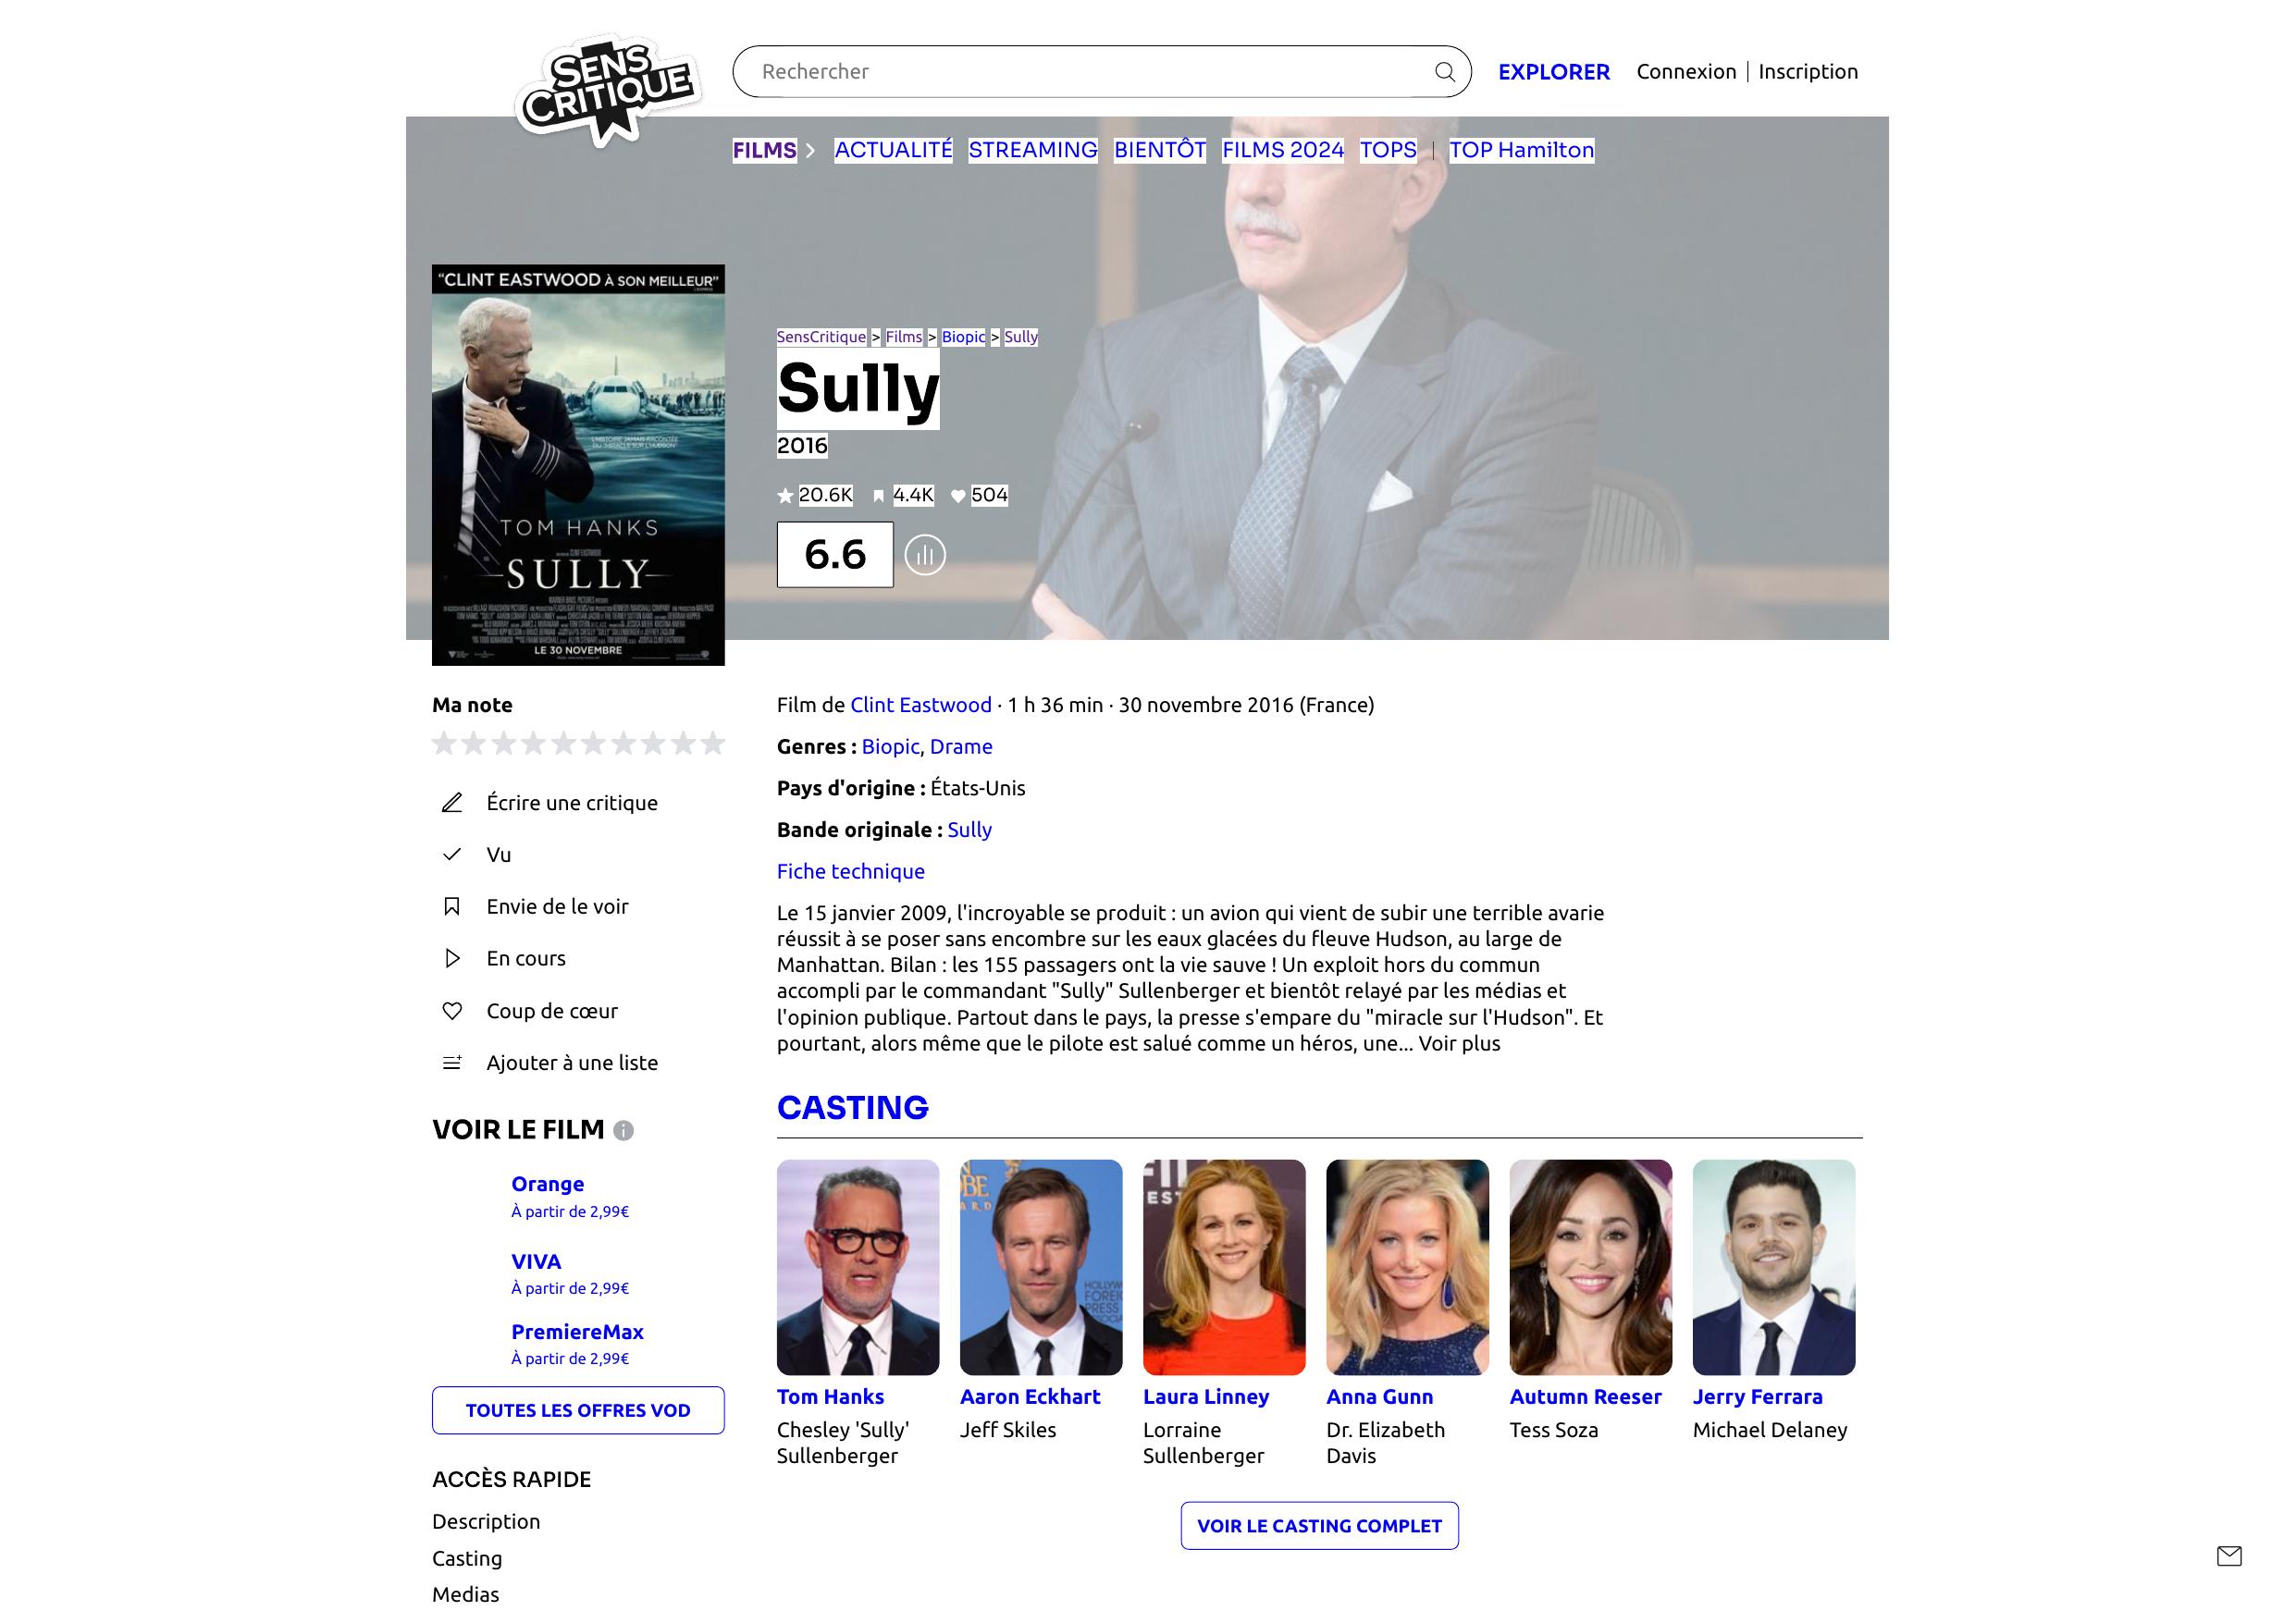 SENS
CRITIQUE
Rechercher
EXPLORER
Connexion | Inscription
FILMS
ACTUALITÉ STREAMING BIENTÔT FILMS 2024 TOPS | TOP Hamilton
"CLINT EASTWOOD À SON MEILLEUR"
L'HISTOIRE JAMAIS RACONTÉE
DU "MIRACLE SUR L'HUDSON"
TOM HANKS
SULLY
LE 30 NOVEMBRE
SensCritique > Films > Biopic > Sully
Sully
2016
20.6K 4.4K 504
6.6
Ma note
Écrire une critique
Vu
Envie de le voir
En cours
Coup de cœur
Ajouter à une liste
VOIR LE FILM
Orange
À partir de 2,99€
VIVA
À partir de 2,99€
PremiereMax
À partir de 2,99€
TOUTES LES OFFRES VOD
ACCÈS RAPIDE
Description
Casting
Medias
Film de Clint Eastwood · 1 h 36 min · 30 novembre 2016 (France)
Genres : Biopic, Drame
Pays d'origine : États-Unis
Bande originale : Sully
Fiche technique
Le 15 janvier 2009, l'incroyable se produit : un avion qui vient de subir une terrible avarie
réussit à se poser sans encombre sur les eaux glacées du fleuve Hudson, au large de
Manhattan. Bilan : les 155 passagers ont la vie sauve ! Un exploit hors du commun
accompli par le commandant "Sully" Sullenberger et bientôt relayé par les médias et
l'opinion publique. Partout dans le pays, la presse s'empare du "miracle sur l'Hudson". Et
pourtant, alors même que le pilote est salué comme un héros, une... Voir plus
CASTING
Tom Hanks
Chesley 'Sully'
Sullenberger
Aaron Eckhart
Jeff Skiles
Laura Linney
Lorraine
Sullenberger
Anna Gunn
Dr. Elizabeth
Davis
Autumn Reeser
Tess Soza
Jerry Ferrara
Michael Delaney
VOIR LE CASTING COMPLET